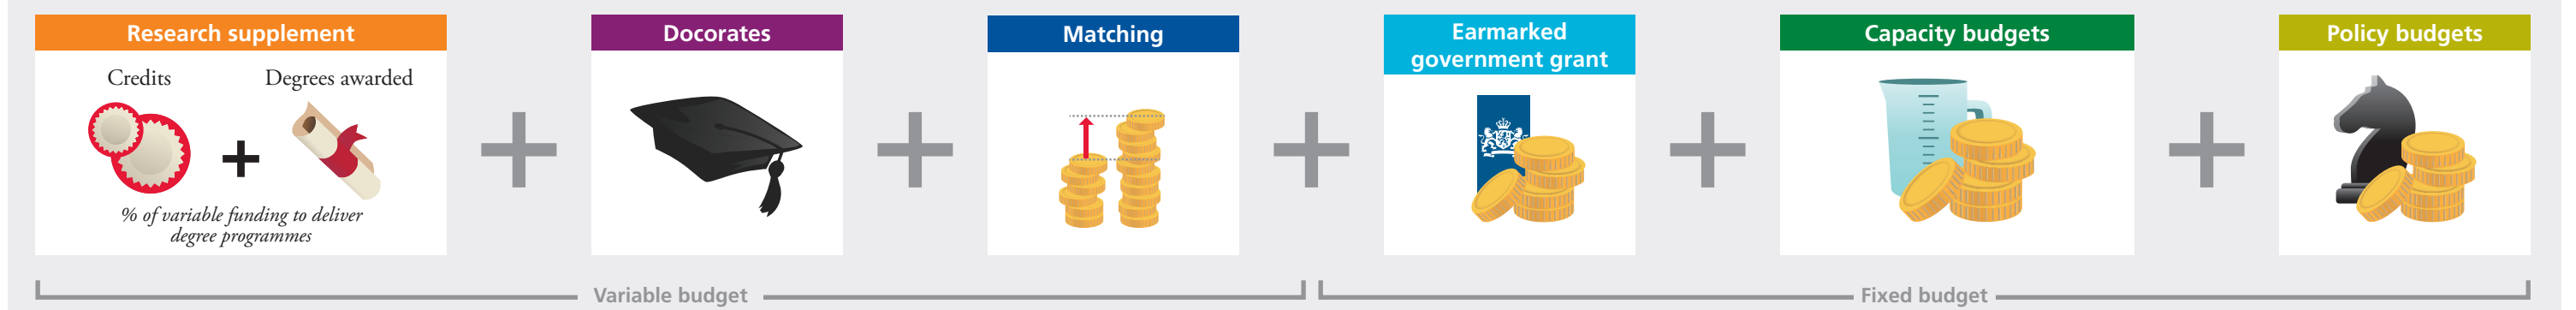 Research supplement
Credits
Degrees awarded
% of variable funding to deliver
degree programmes
Docorates
Matching
Earmarked
government grant
Capacity budgets
Policy budgets
Variable budget
Fixed budget